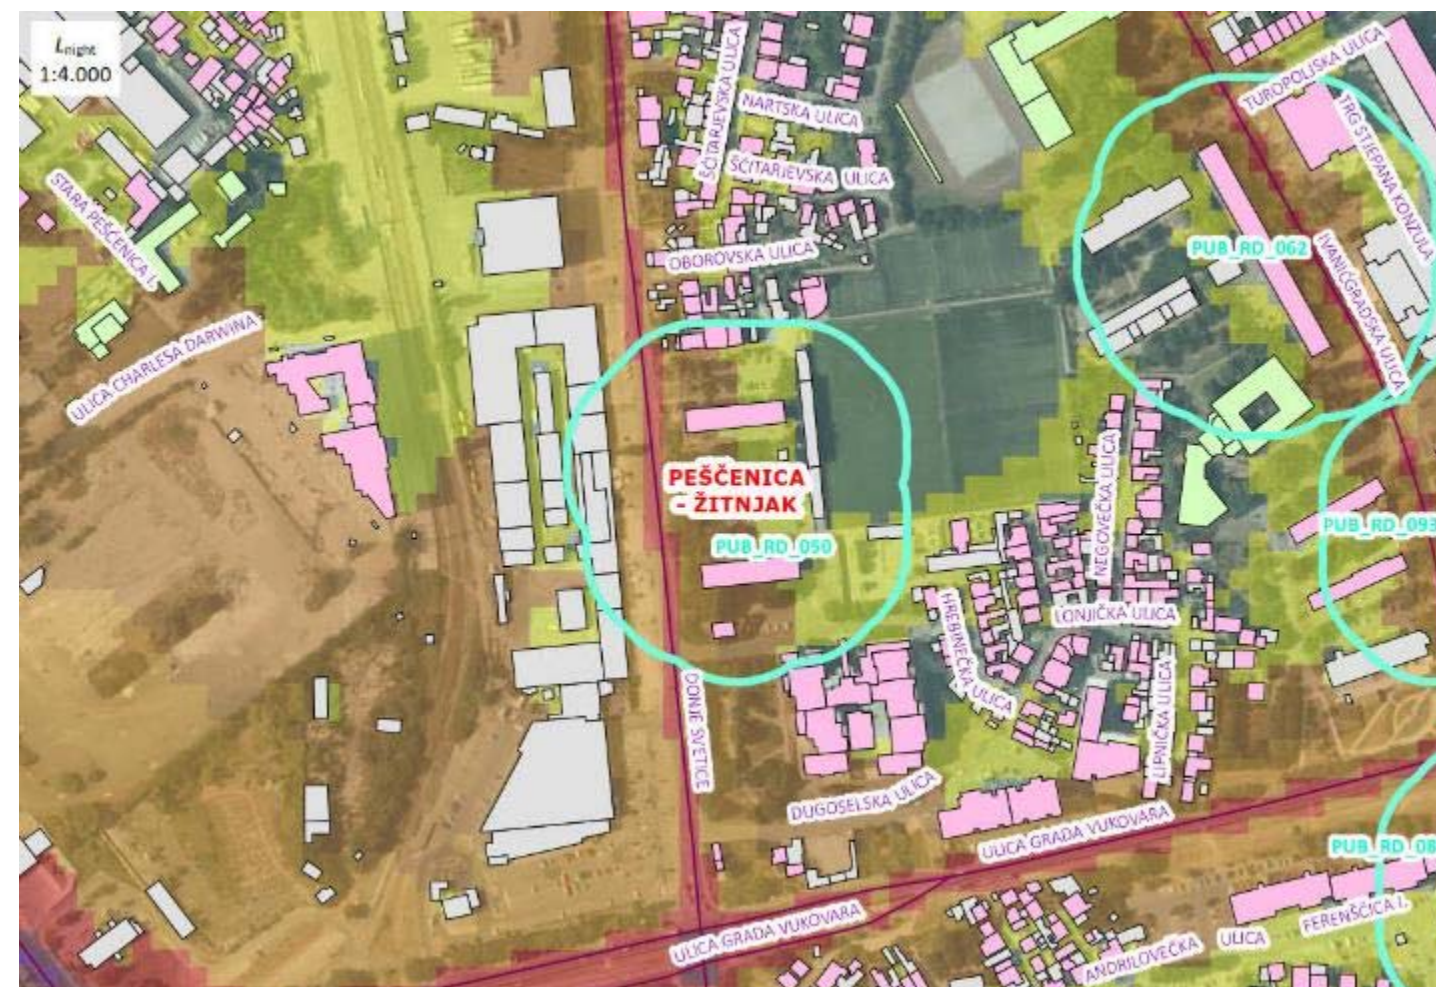 Lnight
1:4.000
TUROPOLJSKA ULICA
ŠĆITARJEVSKA ULICA
NARTSKA ULICA
TRG STJEPANA KONZULA
ŠĆITARJEVSKA ULICA
STARA PEŠĆENICA I.
PUB_RD_062
OBOROVSKA ULICA
IVANIĆGRADSKA ULICA
ULICA CHARLESA DARWINA
PEŠČENICA
- ŽITNJAK
NEGOVEČKA ULICA
PUB_RD_093
PUB_RD_050
HREBINEČKA ULICA
LONJIČKA ULICA
LIPNIČKA ULICA
DONJE SVETICE
DUGOSELSKA ULICA
ULICA GRADA VUKOVARA
PUB_RD_08
ULICA GRADA VUKOVARA
FERENŠČICA I.
ANDRILOVEČKA ULICA